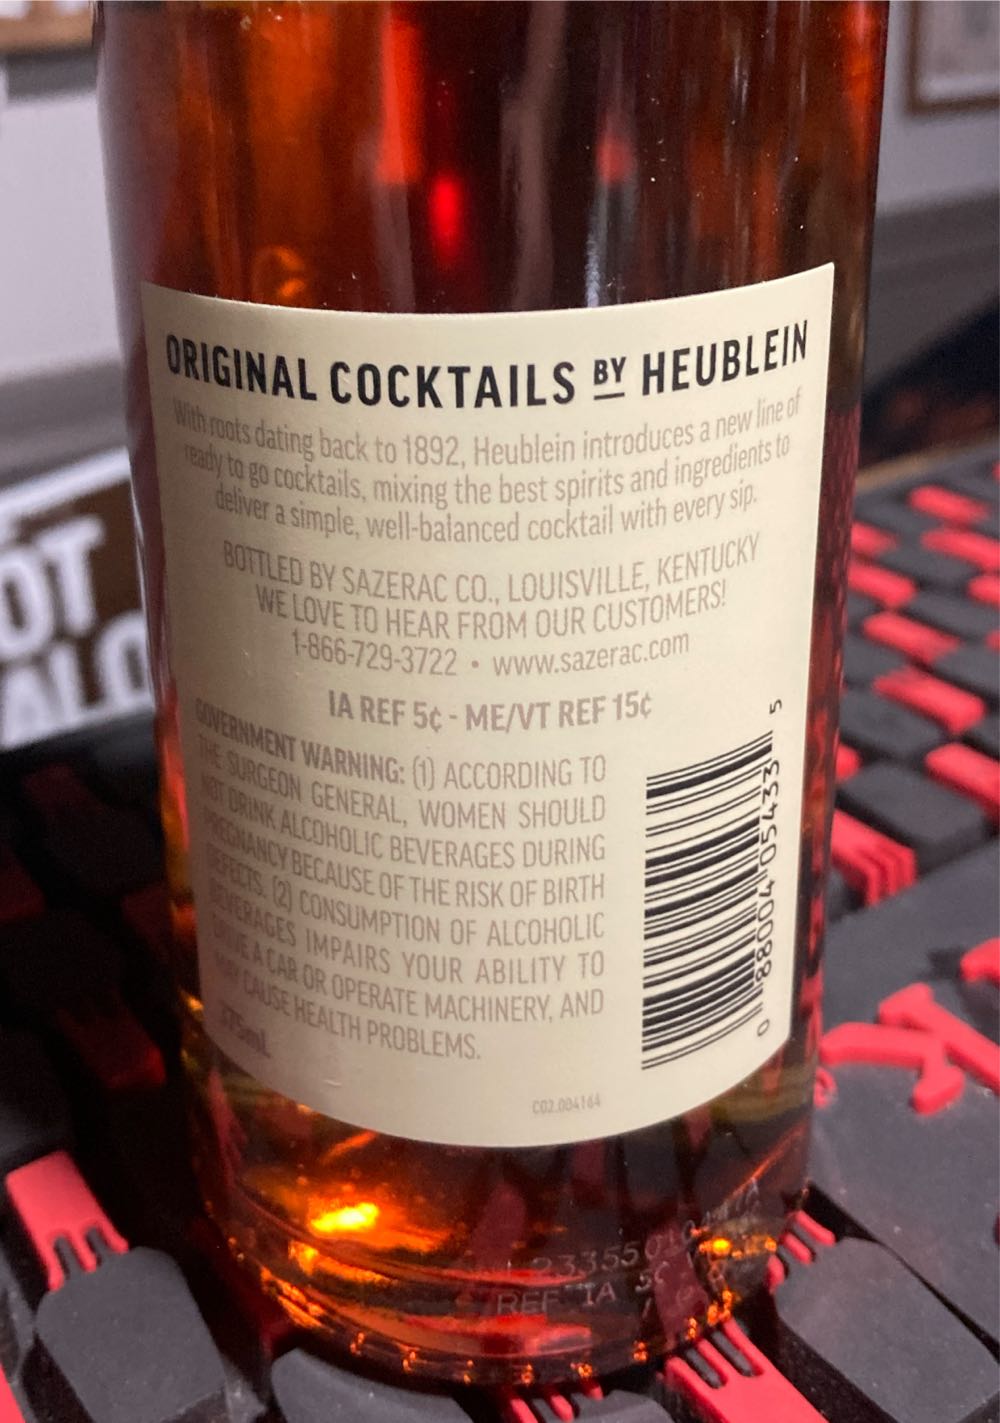 ORIGINAL COCKTAILS BY HEUBLEIN
With roots dating back to 1892, Heublein introduces a new line of
ready to go cocktails, mixing the best spirits and ingredients to
deliver a simple, well-balanced cocktail with every sip.
BOTTLED BY SAZERAC CO., LOUISVILLE, KENTUCKY
WE LOVE TO HEAR FROM OUR CUSTOMERS!
1-866-729-3722 • www.sazerac.com
IA REF 5¢ - ME/VT REF 15¢
GOVERNMENT WARNING: (1) ACCORDING TO
THE SURGEON GENERAL, WOMEN SHOULD
NOT DRINK ALCOHOLIC BEVERAGES DURING
PREGNANCY BECAUSE OF THE RISK OF BIRTH
DEFECTS. (2) CONSUMPTION OF ALCOHOLIC
BEVERAGES IMPAIRS YOUR ABILITY TO
DRIVE A CAR OR OPERATE MACHINERY, AND
MAY CAUSE HEALTH PROBLEMS.
375mL
0 88004 05433 5
C02.004164
REF IA 5¢